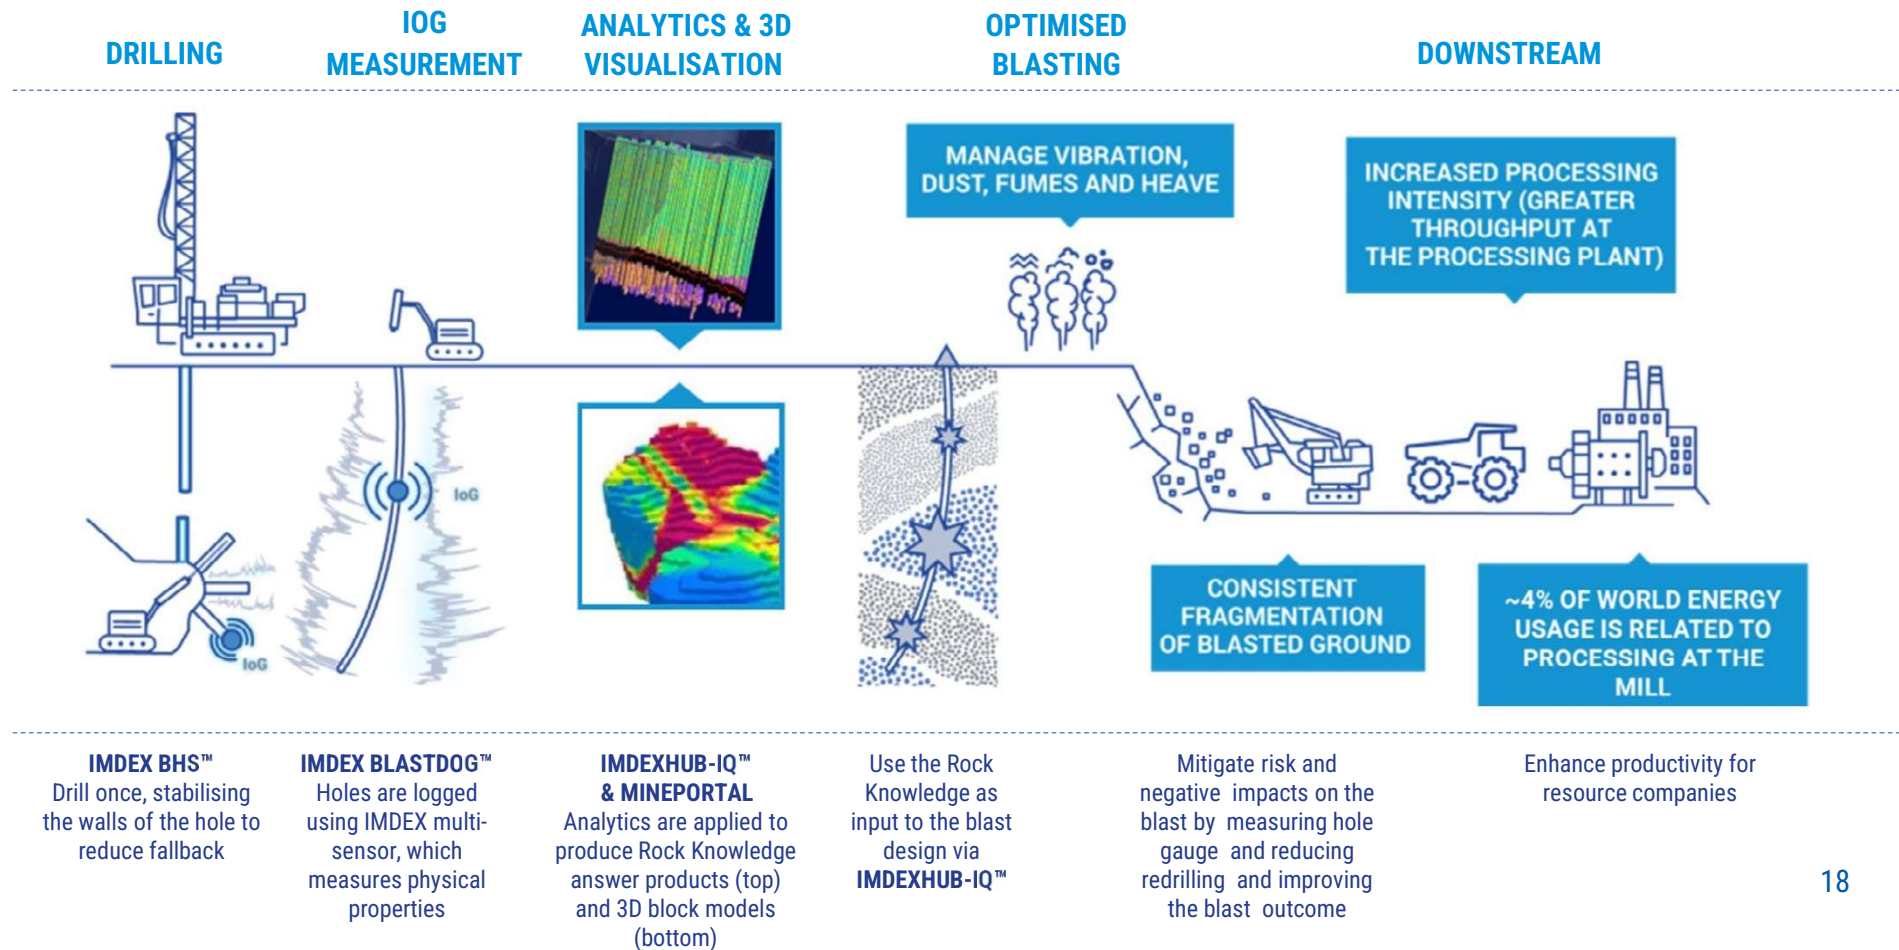 DRILLING
IOG
MEASUREMENT
ANALYTICS & 3D
VISUALISATION
OPTIMISED
BLASTING
DOWNSTREAM
MANAGE VIBRATION,
DUST, FUMES AND HEAVE
INCREASED PROCESSING
INTENSITY (GREATER
THROUGHPUT AT
THE PROCESSING PLANT)
IoG
IoG
CONSISTENT
FRAGMENTATION
OF BLASTED GROUND
~4% OF WORLD ENERGY
USAGE IS RELATED TO
PROCESSING AT THE
MILL
IMDEX BHS™
Drill once, stabilising
the walls of the hole to
reduce fallback
IMDEX BLASTDOG™
Holes are logged
using IMDEX multi-
sensor, which
measures physical
properties
IMDEXHUB-IQ™
& MINEPORTAL
Analytics are applied to
produce Rock Knowledge
answer products (top)
and 3D block models
(bottom)
Use the Rock
Knowledge as
input to the blast
design via
IMDEXHUB-IQ™
Mitigate risk and
negative impacts on the
blast by measuring hole
gauge and reducing
redrilling and improving
the blast outcome
Enhance productivity for
resource companies
18